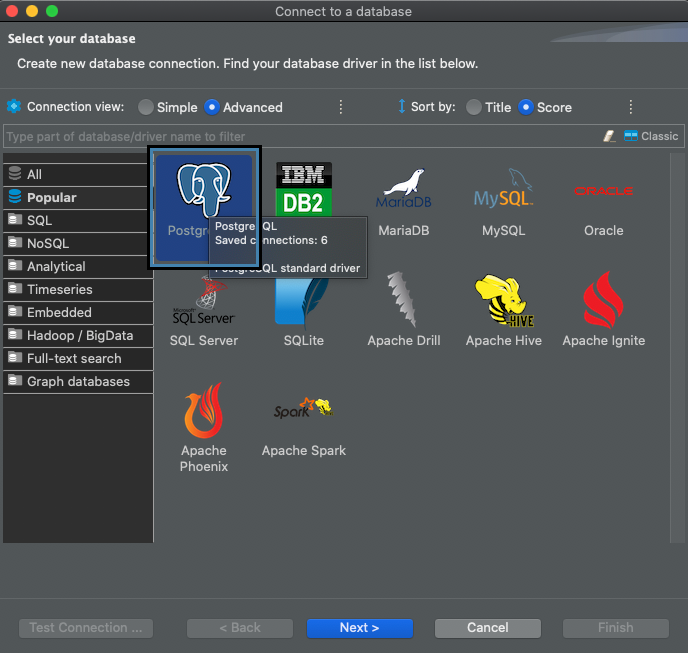 Connect to a database
Select your database
Create new database connection. Find your database driver in the list below.
Connection view: Simple Advanced Sort by: Title Score
Type part of database/driver name to filter Classic
All
Popular
SQL
NoSQL
Analytical
Timeseries
Embedded
Hadoop / BigData
Full-text search
Graph databases
IBM
DB2
MariaDB
MySQL
ORACLE
Postgre
MariaDB
MySQL
Oracle
PostgreSQL
Saved connections: 6
PostgreSQL standard driver
Microsoft
SQL Server
HIVE
SQL Server
SQLite
Apache Drill
Apache Hive
Apache Ignite
Spark
Apache
Phoenix
Apache Spark
Test Connection ... < Back Next > Cancel Finish